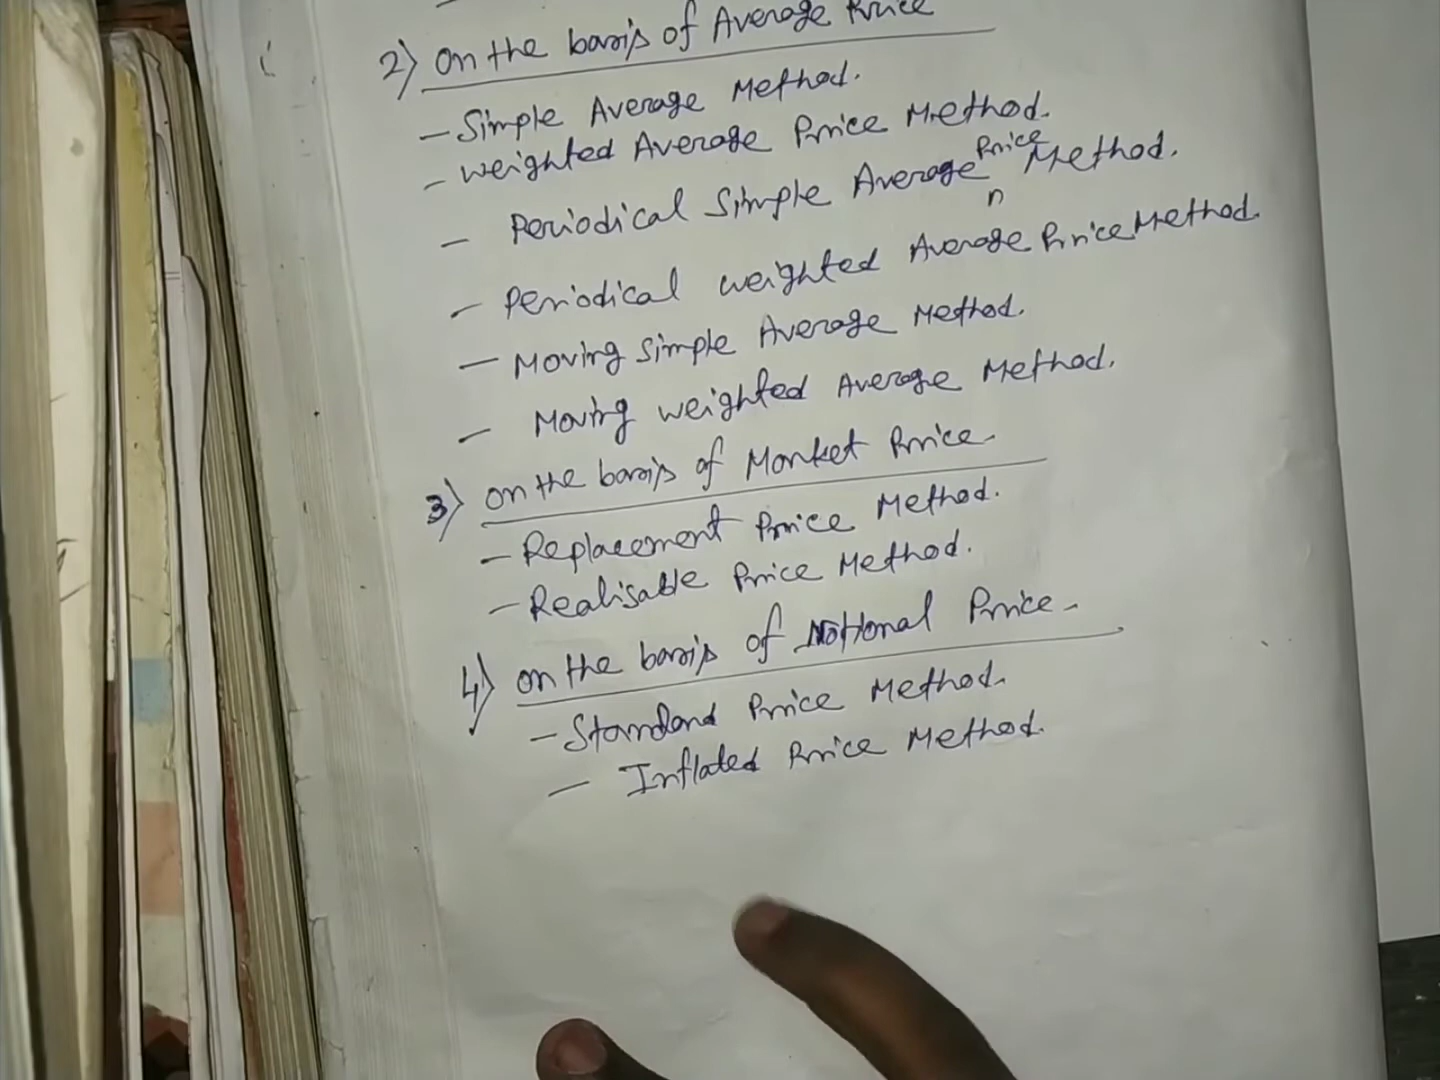 2) on the basis of Average Price
- Simple Average Method.
- weighted Average Price Method.
- Periodical Simple Average Price Method.
- Periodical weighted Average Price Method.
- Moving Simple Average Method.
- Moving weighted Average Method.
3) on the basis of Market Price.
- Replacement Price Method.
- Realisable Price Method.
4) on the basis of Notional Price.
- Standard Price Method.
- Inflated Price Method.